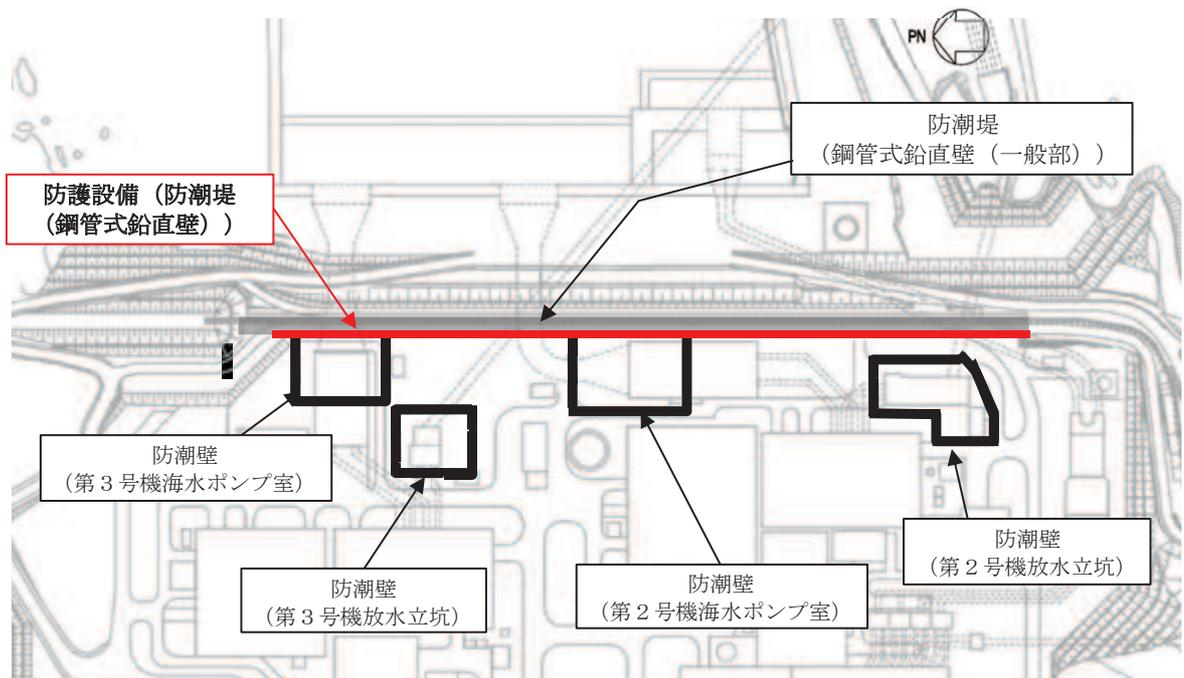 PN
防潮堤
（鋼管式鉛直壁（一般部））
防護設備（防潮堤
（鋼管式鉛直壁））
防潮壁
（第３号機海水ポンプ室）
防潮壁
（第３号機放水立坑）
防潮壁
（第２号機海水ポンプ室）
防潮壁
（第２号機放水立坑）